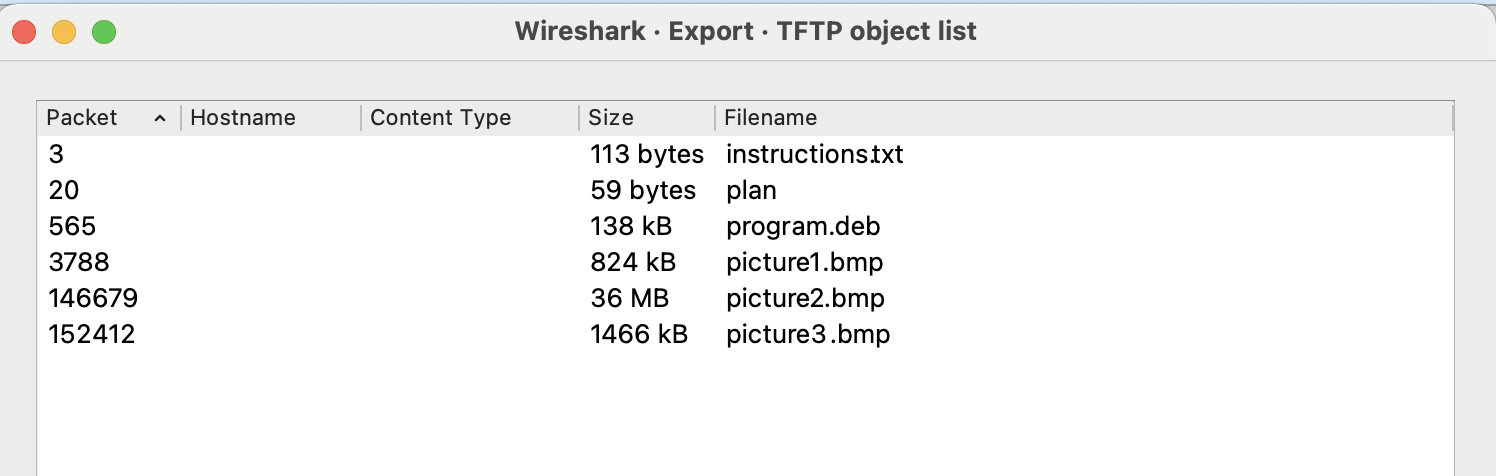 Wireshark · Export · TFTP object list
Packet Hostname Content Type Size Filename
3 113 bytes instructions.txt
20 59 bytes plan
565 138 kB program.deb
3788 824 kB picture1.bmp
146679 36 MB picture2.bmp
152412 1466 kB picture3.bmp